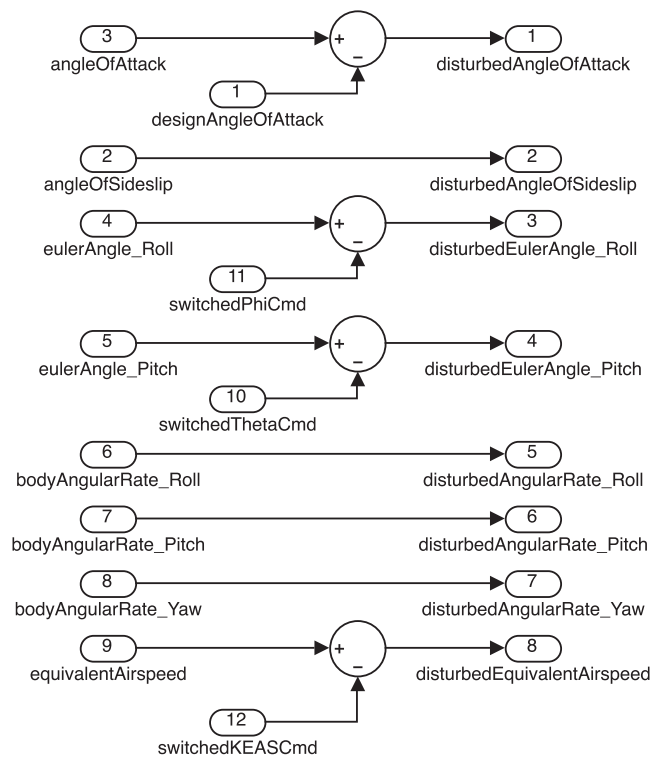 3 + 1
angleOfAttack − disturbedAngleOfAttack
1
designAngleOfAttack
2 2
angleOfSideslip disturbedAngleOfSideslip
4 + 3
eulerAngle_Roll − disturbedEulerAngle_Roll
11
switchedPhiCmd
5 + 4
eulerAngle_Pitch − disturbedEulerAngle_Pitch
10
switchedThetaCmd
6 5
bodyAngularRate_Roll disturbedAngularRate_Roll
7 6
bodyAngularRate_Pitch disturbedAngularRate_Pitch
8 7
bodyAngularRate_Yaw disturbedAngularRate_Yaw
9 + 8
equivalentAirspeed − disturbedEquivalentAirspeed
12
switchedKEASCmd